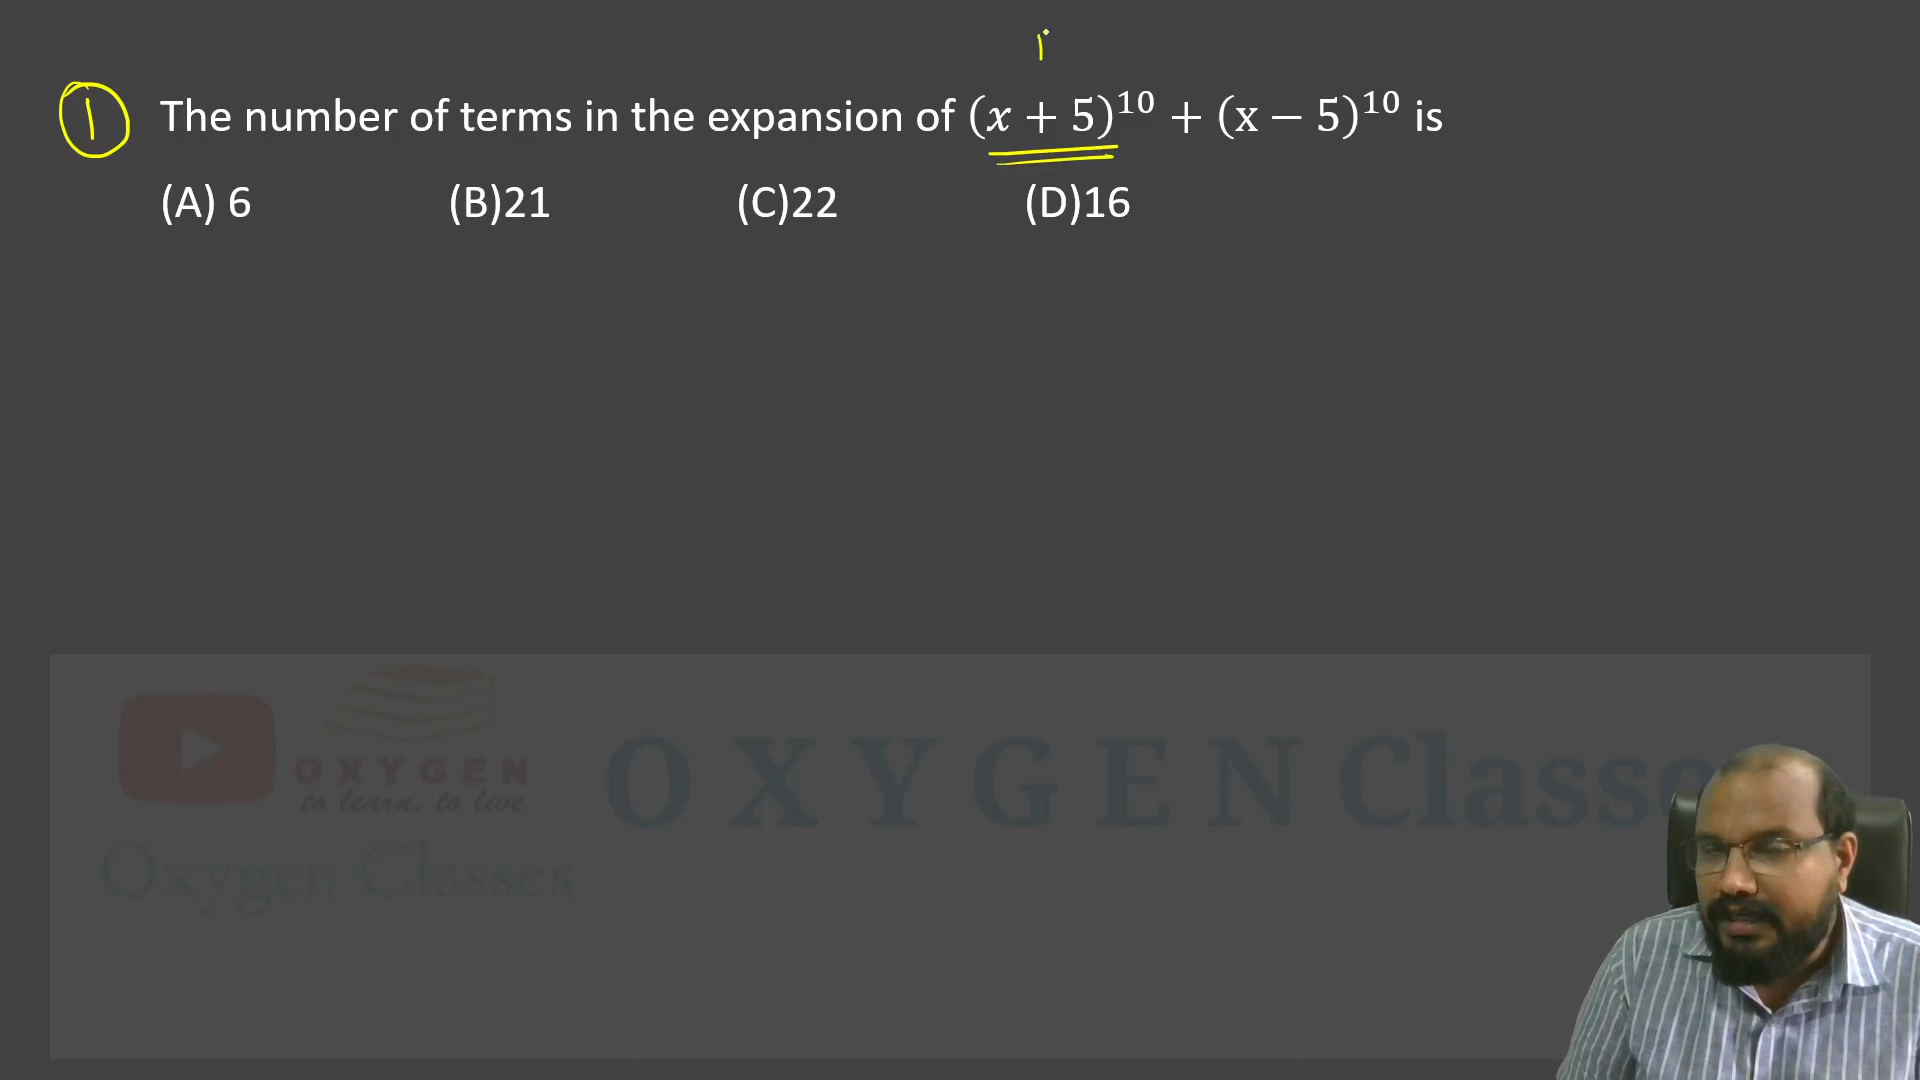 1 The number of terms in the expansion of (x + 5)¹⁰ + (x − 5)¹⁰ is
(A) 6 (B)21 (C)22 (D)16
OXYGEN
to learn, to live
Oxygen Classes
OXYGEN Classe